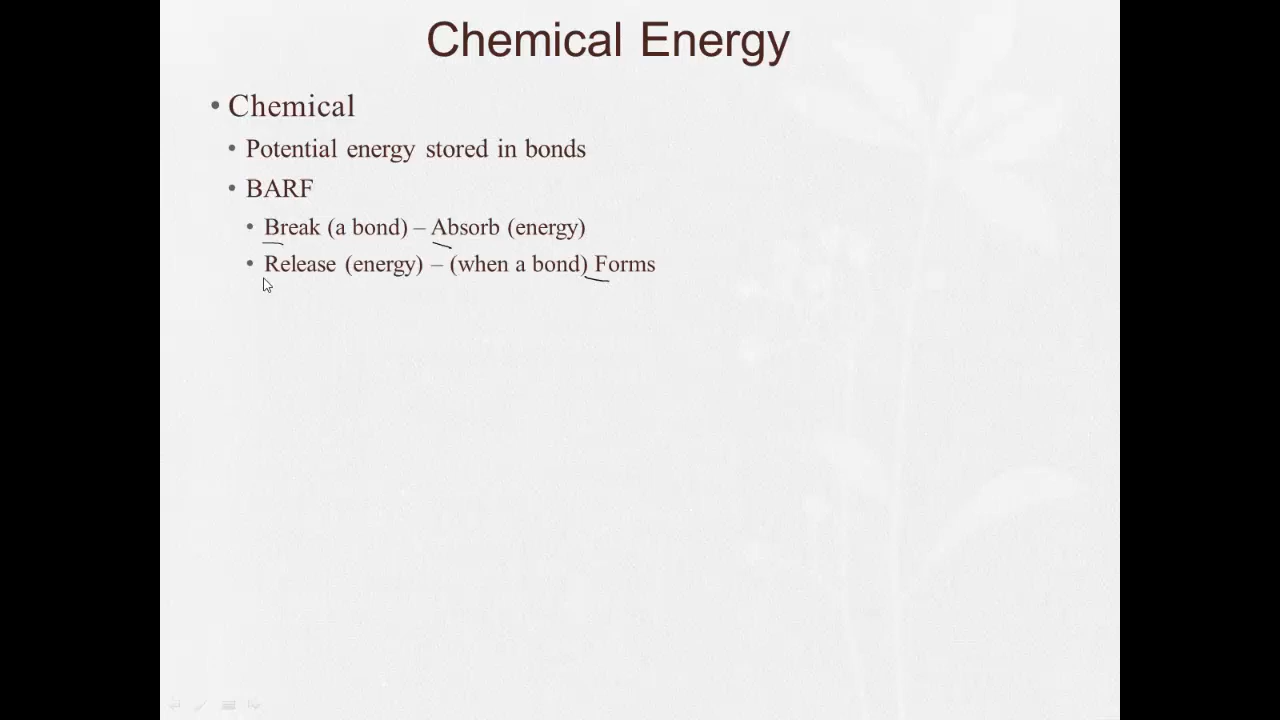 Chemical Energy
• Chemical
• Potential energy stored in bonds
• BARF
• Break (a bond) – Absorb (energy)
• Release (energy) – (when a bond) Forms